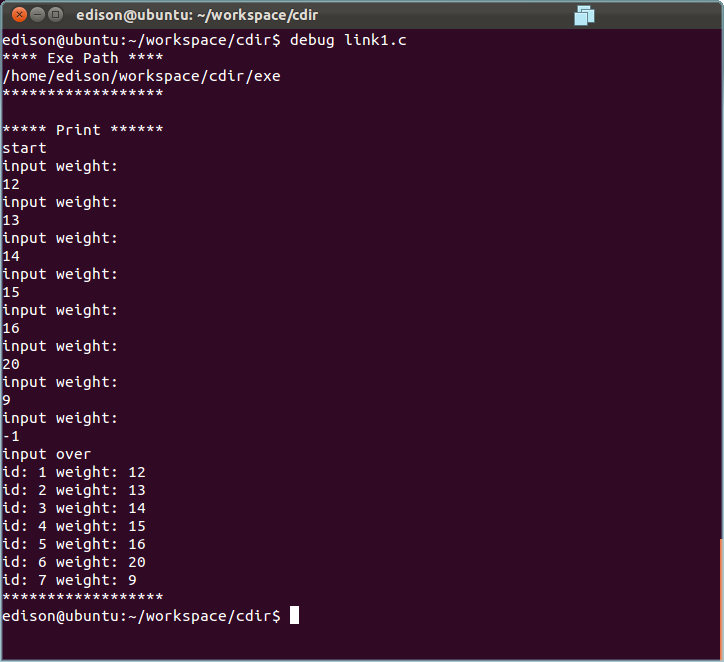 edison@ubuntu: ~/workspace/cdir
edison@ubuntu:~/workspace/cdir$ debug link1.c
**** Exe Path ****
/home/edison/workspace/cdir/exe
******************

***** Print ******
start
input weight:
12
input weight:
13
input weight:
14
input weight:
15
input weight:
16
input weight:
20
input weight:
9
input weight:
-1
input over
id: 1 weight: 12
id: 2 weight: 13
id: 3 weight: 14
id: 4 weight: 15
id: 5 weight: 16
id: 6 weight: 20
id: 7 weight: 9
******************
edison@ubuntu:~/workspace/cdir$